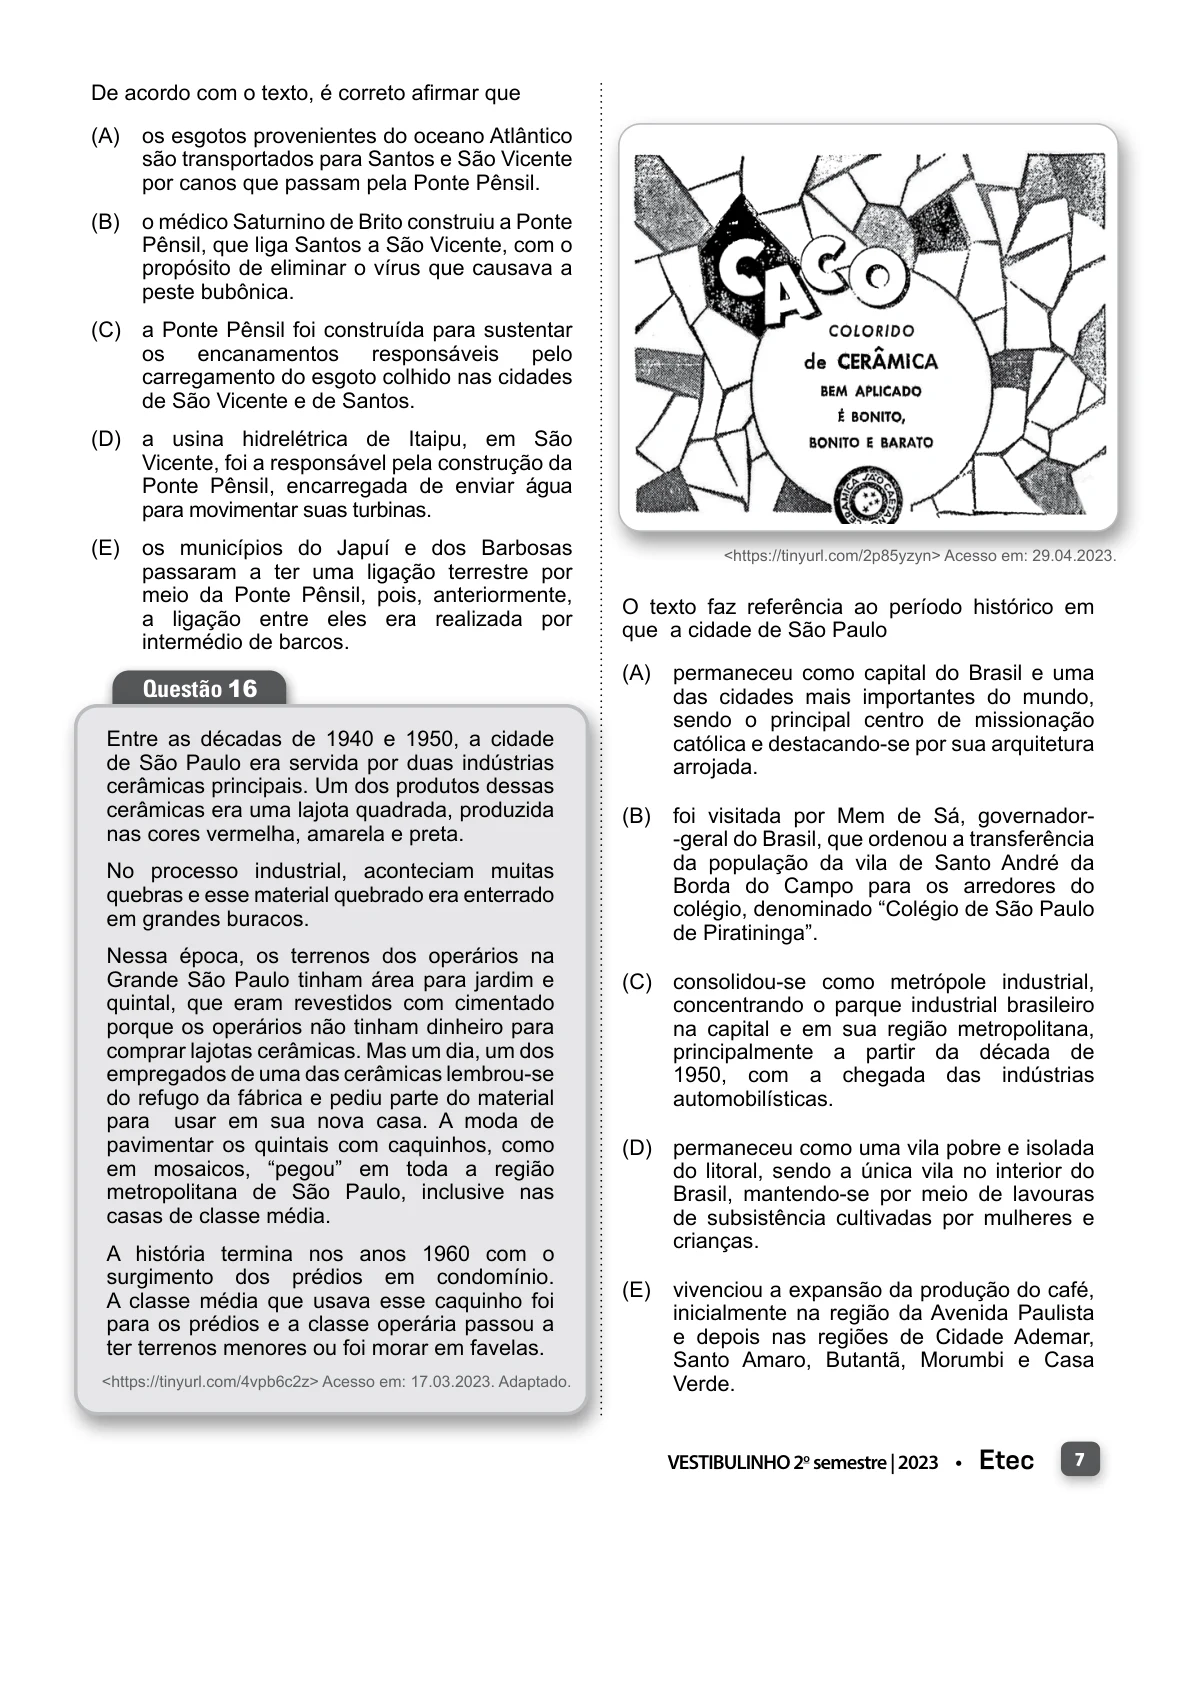 De acordo com o texto, é correto afirmar que
(A) os esgotos provenientes do oceano Atlântico
são transportados para Santos e São Vicente
por canos que passam pela Ponte Pênsil.
(B) o médico Saturnino de Brito construiu a Ponte
Pênsil, que liga Santos a São Vicente, com o
propósito de eliminar o vírus que causava a
peste bubônica.
(C) a Ponte Pênsil foi construída para sustentar
os encanamentos responsáveis pelo
carregamento do esgoto colhido nas cidades
de São Vicente e de Santos.
(D) a usina hidrelétrica de Itaipu, em São
Vicente, foi a responsável pela construção da
Ponte Pênsil, encarregada de enviar água
para movimentar suas turbinas.
(E) os municípios do Japuí e dos Barbosas
passaram a ter uma ligação terrestre por
meio da Ponte Pênsil, pois, anteriormente,
a ligação entre eles era realizada por
intermédio de barcos.
Questão 16
Entre as décadas de 1940 e 1950, a cidade
de São Paulo era servida por duas indústrias
cerâmicas principais. Um dos produtos dessas
cerâmicas era uma lajota quadrada, produzida
nas cores vermelha, amarela e preta.
No processo industrial, aconteciam muitas
quebras e esse material quebrado era enterrado
em grandes buracos.
Nessa época, os terrenos dos operários na
Grande São Paulo tinham área para jardim e
quintal, que eram revestidos com cimentado
porque os operários não tinham dinheiro para
comprar lajotas cerâmicas. Mas um dia, um dos
empregados de uma das cerâmicas lembrou-se
do refugo da fábrica e pediu parte do material
para usar em sua nova casa. A moda de
pavimentar os quintais com caquinhos, como
em mosaicos, “pegou” em toda a região
metropolitana de São Paulo, inclusive nas
casas de classe média.
A história termina nos anos 1960 com o
surgimento dos prédios em condomínio.
A classe média que usava esse caquinho foi
para os prédios e a classe operária passou a
ter terrenos menores ou foi morar em favelas.
<https://tinyurl.com/4vpb6c2z> Acesso em: 17.03.2023. Adaptado.
CACO
COLORIDO
de CERÂMICA
BEM APLICADO
É BONITO,
BONITO E BARATO
CERAMICA SÃO CAETANO
<https://tinyurl.com/2p85yzyn> Acesso em: 29.04.2023.
O texto faz referência ao período histórico em
que a cidade de São Paulo
(A) permaneceu como capital do Brasil e uma
das cidades mais importantes do mundo,
sendo o principal centro de missionação
católica e destacando-se por sua arquitetura
arrojada.
(B) foi visitada por Mem de Sá, governador-
-geral do Brasil, que ordenou a transferência
da população da vila de Santo André da
Borda do Campo para os arredores do
colégio, denominado “Colégio de São Paulo
de Piratininga”.
(C) consolidou-se como metrópole industrial,
concentrando o parque industrial brasileiro
na capital e em sua região metropolitana,
principalmente a partir da década de
1950, com a chegada das indústrias
automobilísticas.
(D) permaneceu como uma vila pobre e isolada
do litoral, sendo a única vila no interior do
Brasil, mantendo-se por meio de lavouras
de subsistência cultivadas por mulheres e
crianças.
(E) vivenciou a expansão da produção do café,
inicialmente na região da Avenida Paulista
e depois nas regiões de Cidade Ademar,
Santo Amaro, Butantã, Morumbi e Casa
Verde.
VESTIBULINHO 2º semestre | 2023 • Etec 7